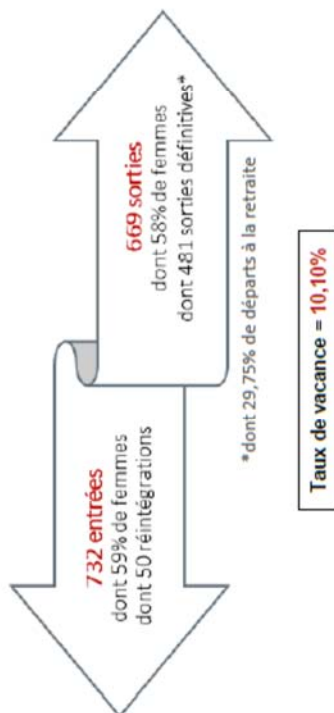 732 entrées
dont 59% de femmes
dont 50 réintégrations
669 sorties
dont 58% de femmes
dont 481 sorties définitives*
*dont 29,75% de départs à la retraite
Taux de vacance = 10,10%